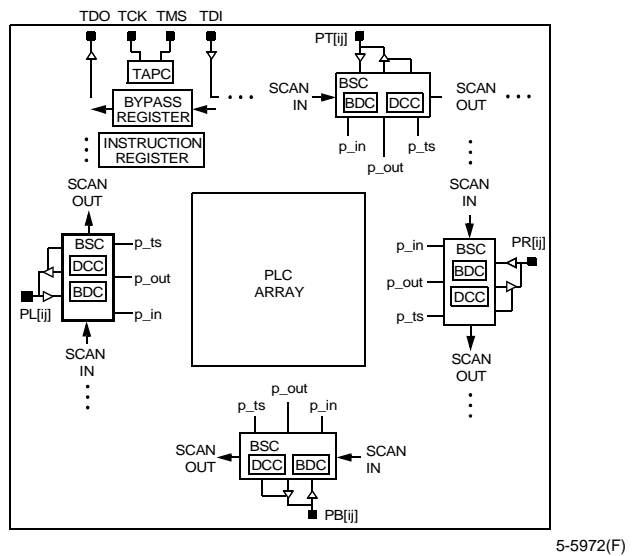 TDO TCK TMS TDI
PT[ij]
TAPC
BYPASS
REGISTER
INSTRUCTION
REGISTER
SCAN
IN
BSC
BDC DCC
SCAN
OUT
p_in
p_out
p_ts
SCAN
OUT
BSC
DCC
BDC
p_ts
p_out
p_in
PL[ij]
SCAN
IN
PLC
ARRAY
SCAN
IN
p_in
p_out
p_ts
BSC
BDC
DCC
PR[ij]
SCAN
OUT
p_out
p_ts
p_in
SCAN
OUT
BSC
DCC BDC
SCAN
IN
PB[ij]
5-5972(F)